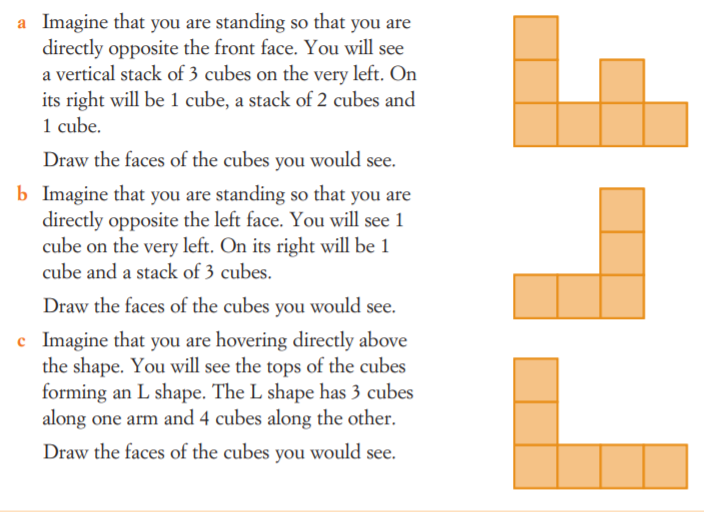 a Imagine that you are standing so that you are
directly opposite the front face. You will see
a vertical stack of 3 cubes on the very left. On
its right will be 1 cube, a stack of 2 cubes and
1 cube.
Draw the faces of the cubes you would see.
b Imagine that you are standing so that you are
directly opposite the left face. You will see 1
cube on the very left. On its right will be 1
cube and a stack of 3 cubes.
Draw the faces of the cubes you would see.
c Imagine that you are hovering directly above
the shape. You will see the tops of the cubes
forming an L shape. The L shape has 3 cubes
along one arm and 4 cubes along the other.
Draw the faces of the cubes you would see.